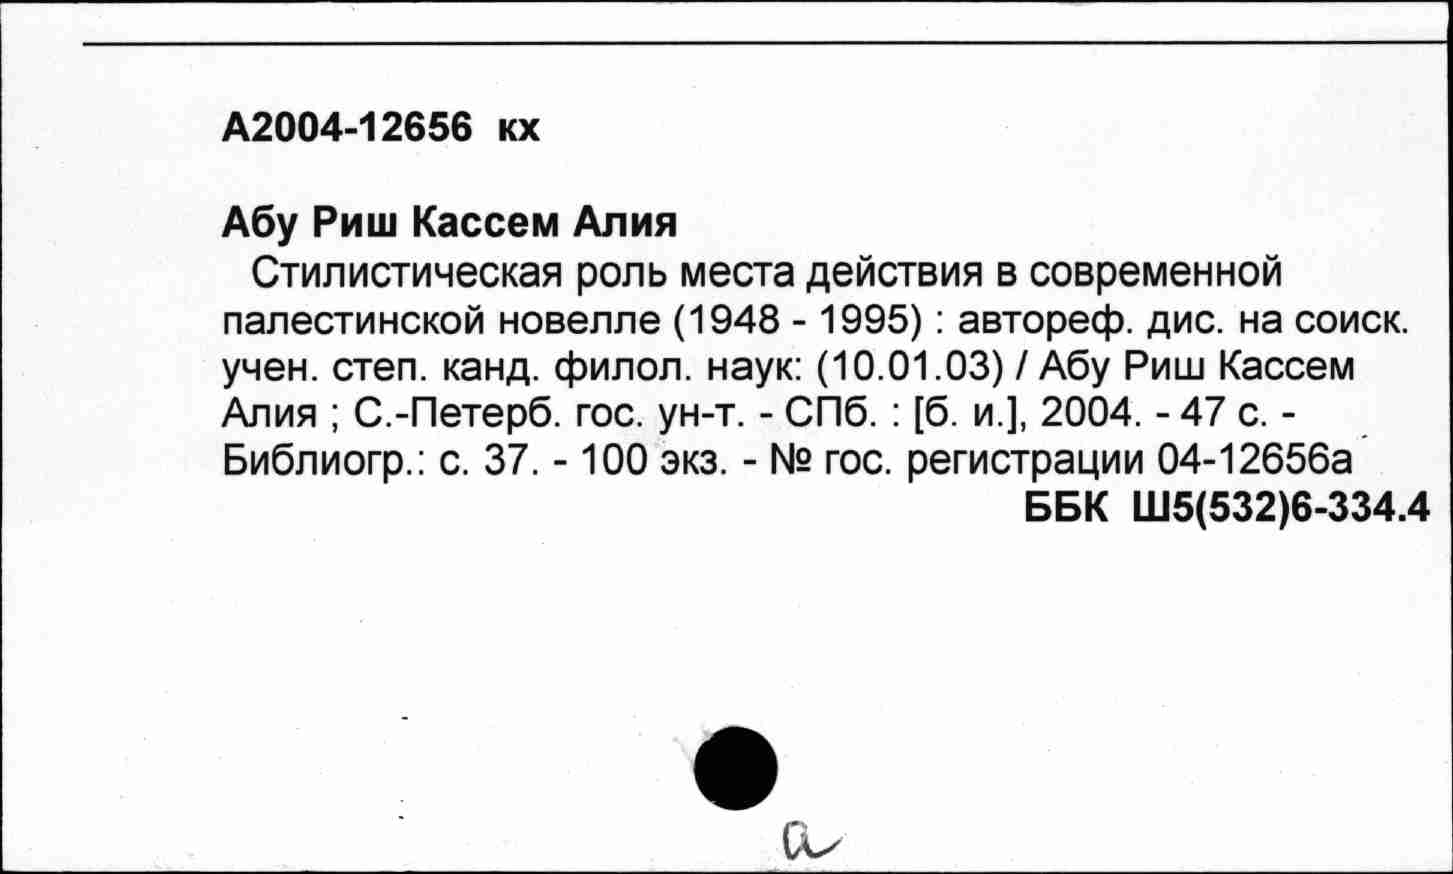 А2004-12656 кх
Абу Риш Кассем Алия
Стилистическая роль места действия в современной
палестинской новелле (1948 - 1995) : автореф. дис. на соиск.
учен. степ. канд. филол. наук: (10.01.03) / Абу Риш Кассем
Алия ; С.-Петерб. гос. ун-т. - СПб. : [б. и.], 2004. - 47 с. -
Библиогр.: с. 37. - 100 экз. - № гос. регистрации 04-12656а
ББК Ш5(532)6-334.4
а